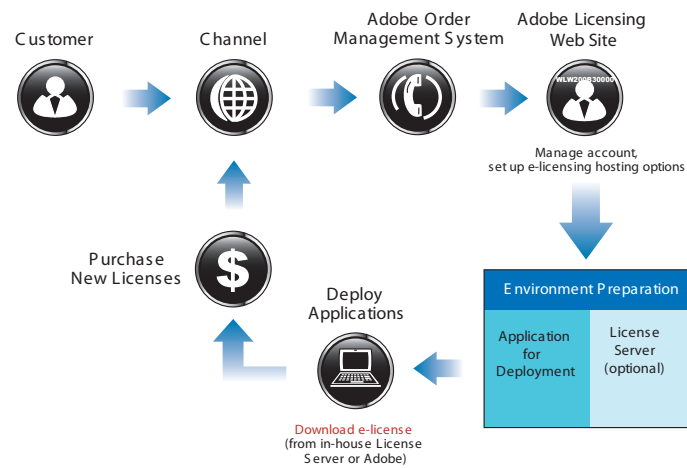 Customer
Channel
Adobe Order
Management System
Adobe Licensing
Web Site
WLW200830000
Manage account,
set up e-licensing hosting options
Purchase
New Licenses
$
Deploy
Applications
Environment Preparation
Application
for
Deployment
License
Server
(optional)
Download e-license
(from in-house License
Server or Adobe)